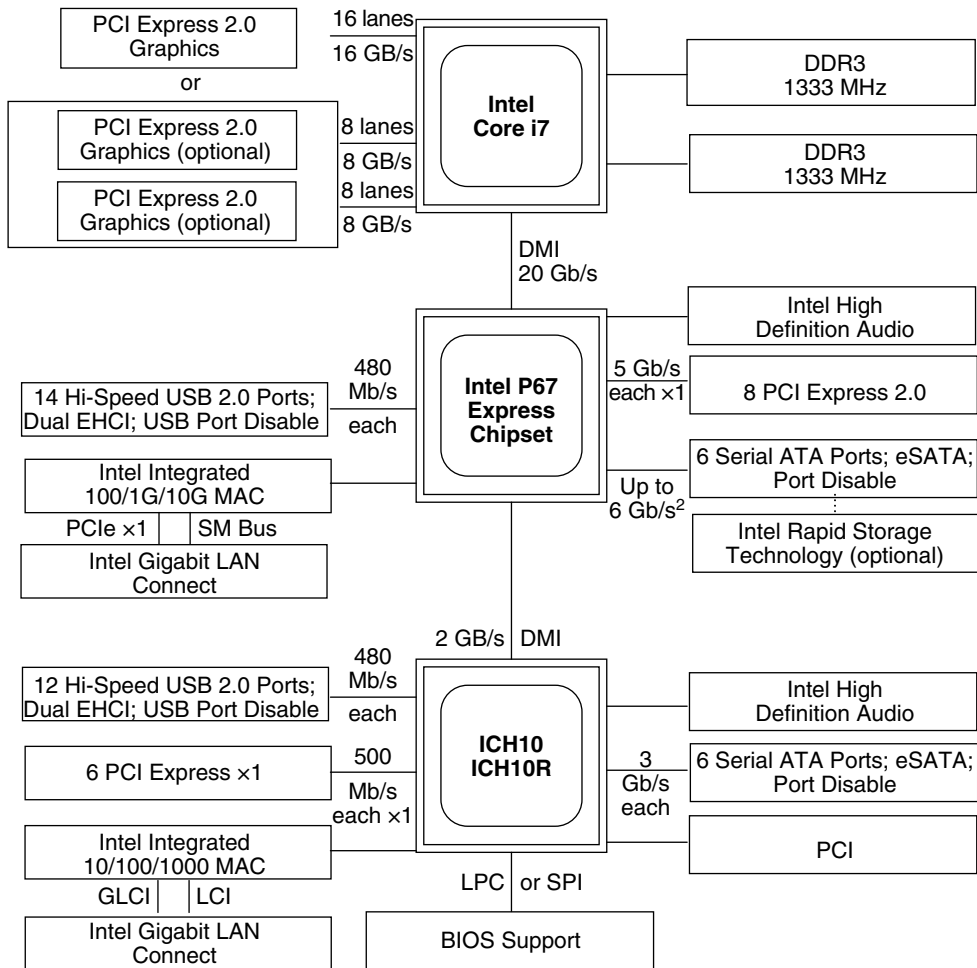 PCI Express 2.0
Graphics
16 lanes
16 GB/s
or
PCI Express 2.0
Graphics (optional)
8 lanes
8 GB/s
PCI Express 2.0
Graphics (optional)
8 lanes
8 GB/s
Intel
Core i7
DDR3
1333 MHz
DDR3
1333 MHz
DMI
20 Gb/s
Intel P67
Express
Chipset
Intel High
Definition Audio
5 Gb/s
each ×1
8 PCI Express 2.0
480
Mb/s
each
14 Hi-Speed USB 2.0 Ports;
Dual EHCI; USB Port Disable
Up to
6 Gb/s²
6 Serial ATA Ports; eSATA;
Port Disable
Intel Rapid Storage
Technology (optional)
Intel Integrated
100/1G/10G MAC
PCIe ×1
SM Bus
Intel Gigabit LAN
Connect
2 GB/s
DMI
480
Mb/s
each
12 Hi-Speed USB 2.0 Ports;
Dual EHCI; USB Port Disable
ICH10
ICH10R
Intel High
Definition Audio
6 PCI Express ×1
500
Mb/s
each ×1
3
Gb/s
each
6 Serial ATA Ports; eSATA;
Port Disable
Intel Integrated
10/100/1000 MAC
PCI
GLCI
LCI
Intel Gigabit LAN
Connect
LPC
or SPI
BIOS Support